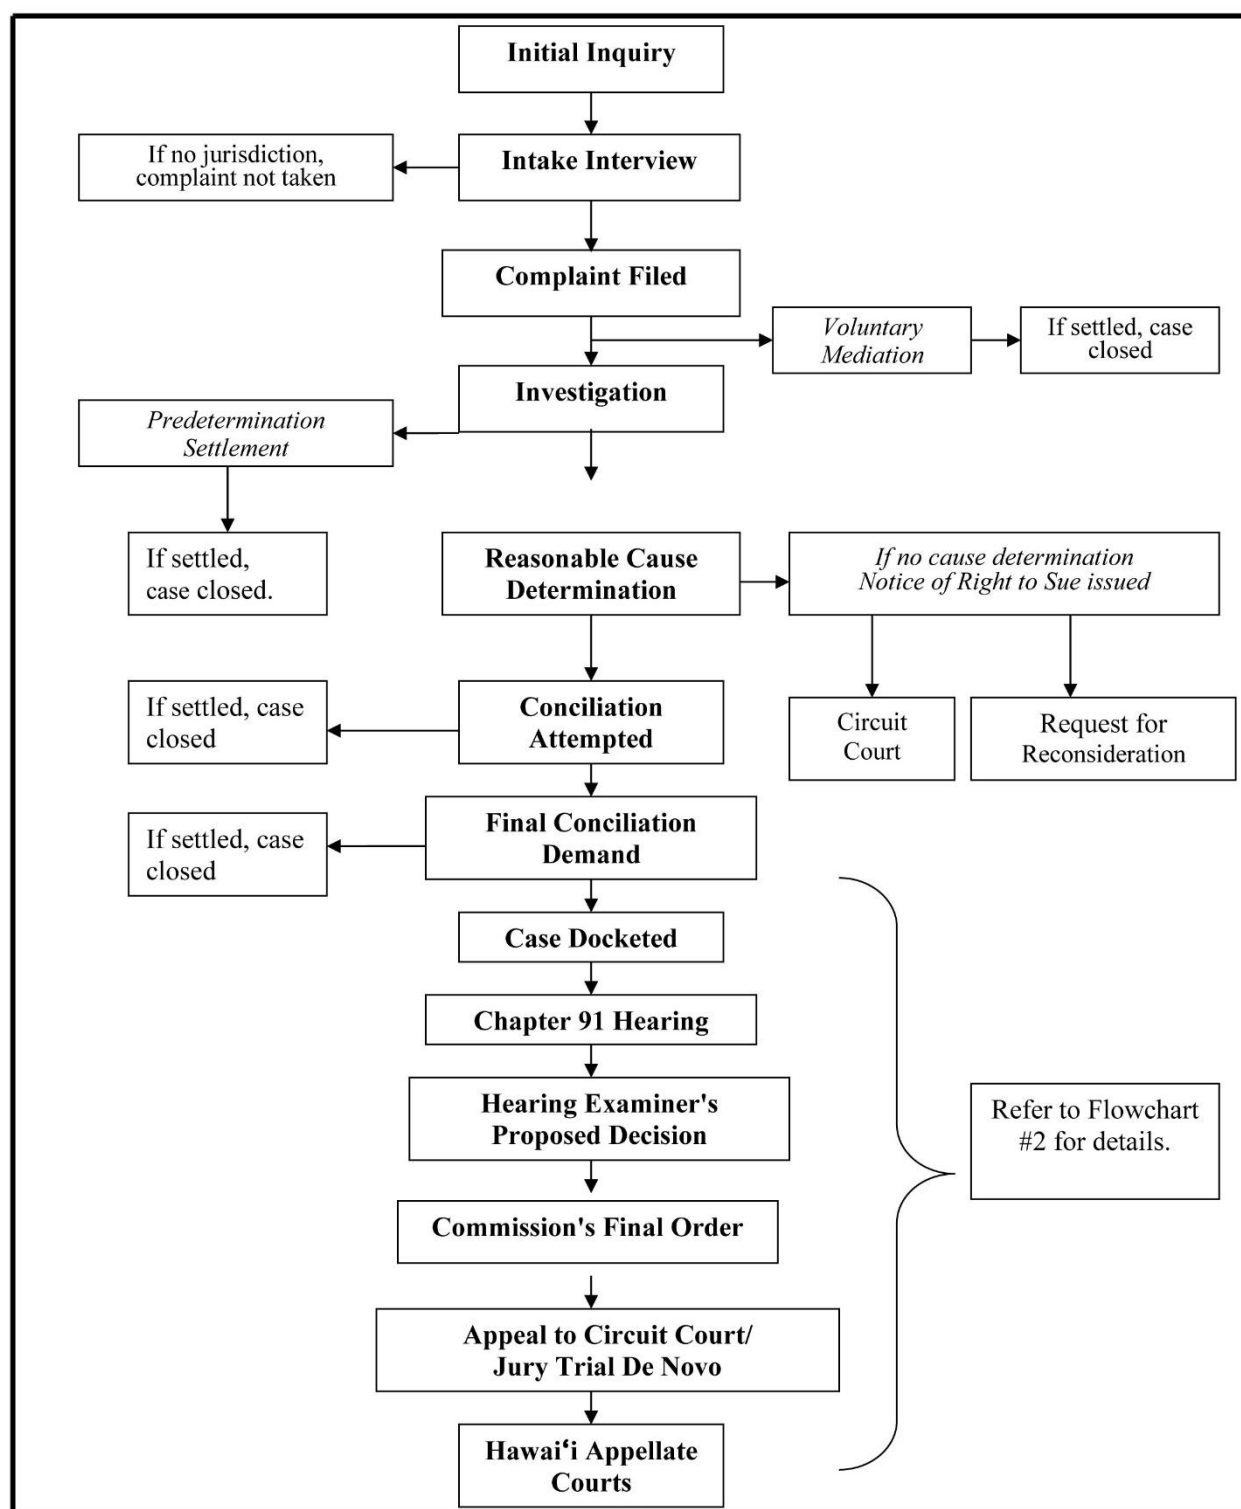 Initial Inquiry
If no jurisdiction,
complaint not taken
Intake Interview
Complaint Filed
Voluntary
Mediation
If settled, case
closed
Investigation
Predetermination
Settlement
If settled,
case closed.
Reasonable Cause
Determination
If no cause determination
Notice of Right to Sue issued
If settled, case
closed
Conciliation
Attempted
Circuit
Court
Request for
Reconsideration
If settled, case
closed
Final Conciliation
Demand
Case Docketed
Chapter 91 Hearing
Hearing Examiner's
Proposed Decision
Refer to Flowchart
#2 for details.
Commission's Final Order
Appeal to Circuit Court/
Jury Trial De Novo
Hawaiʻi Appellate
Courts